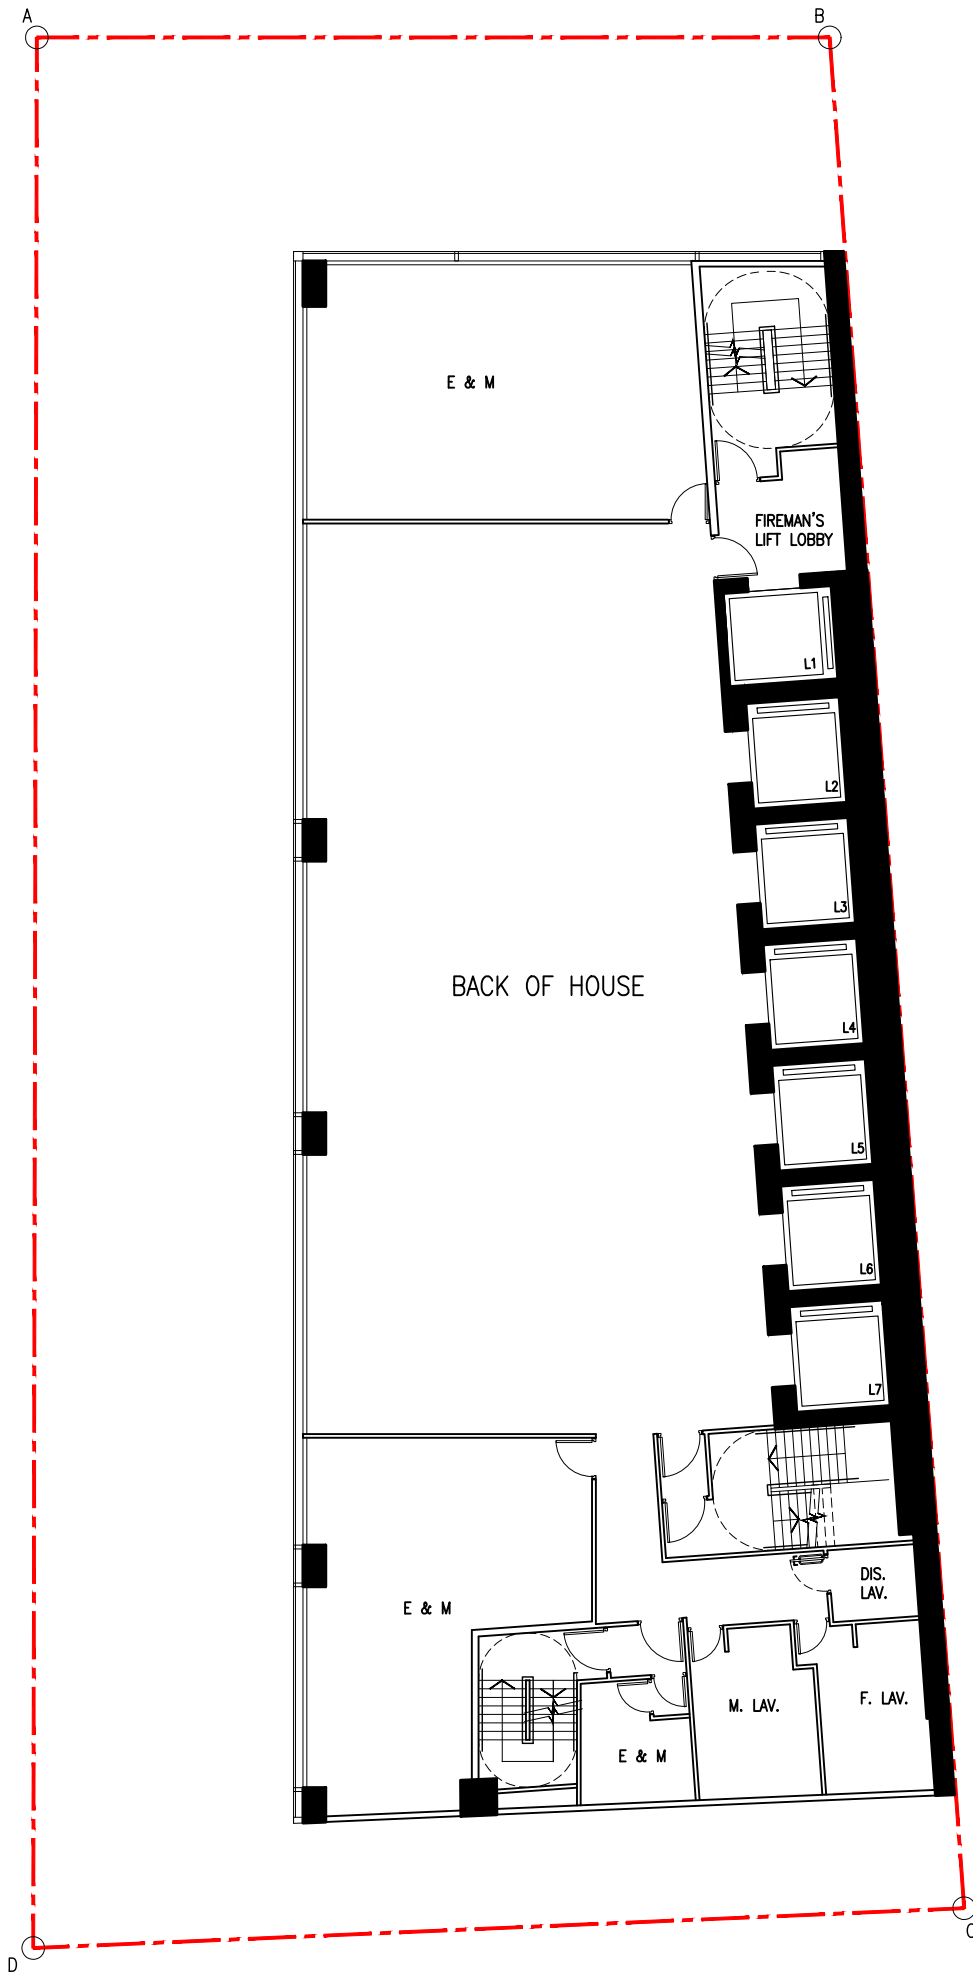 A
B
E & M
FIREMAN'S
LIFT LOBBY
L1
L2
L3
BACK OF HOUSE
L4
L5
L6
L7
DIS.
LAV.
E & M
F. LAV.
M. LAV.
E & M
C
D